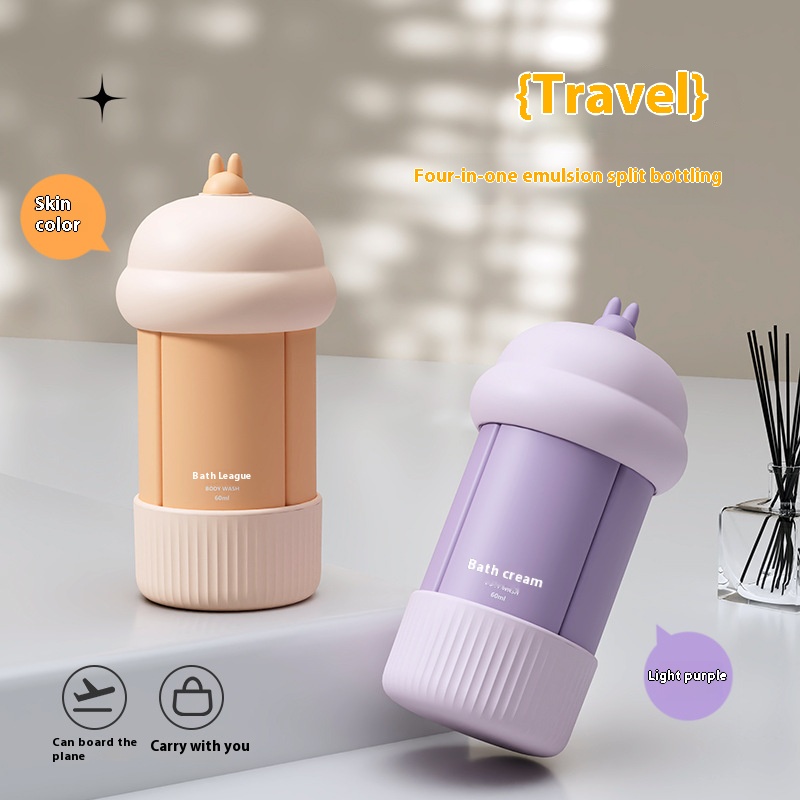 {Travel}
Four-in-one emulsion split bottling
Skin
color
Bath League
BODY WASH
60ml
Bath cream
60ml
Light purple
Can board the
plane
Carry with you